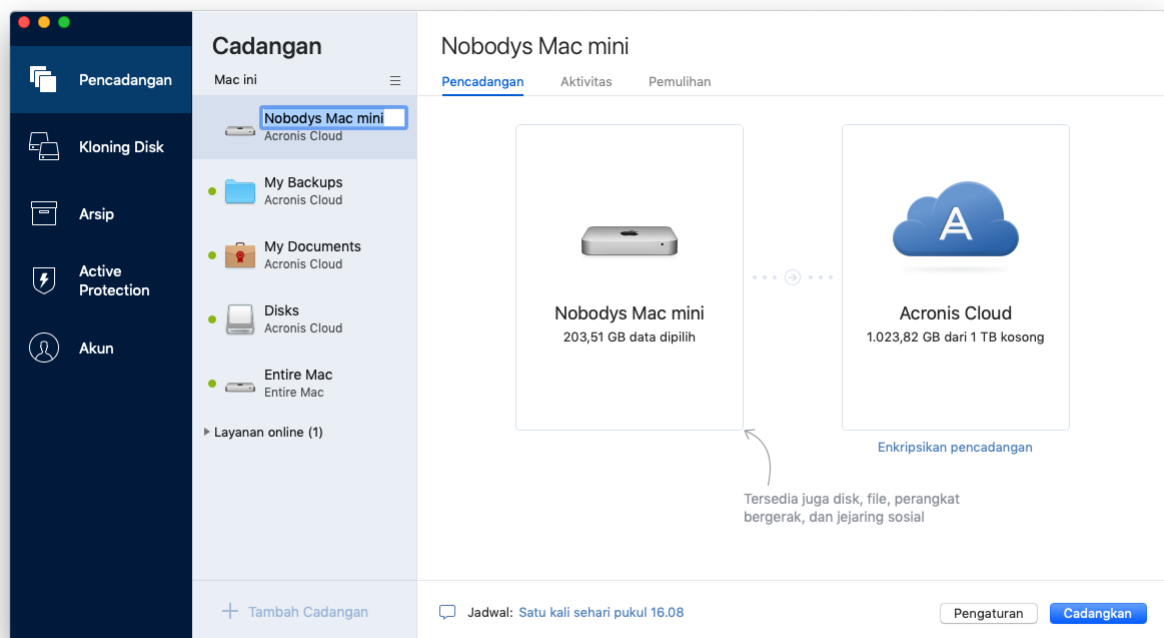 Pencadangan
Kloning Disk
Arsip
Active
Protection
Akun
Cadangan
Mac ini
Nobodys Mac mini
Acronis Cloud
My Backups
Acronis Cloud
My Documents
Acronis Cloud
Disks
Acronis Cloud
Entire Mac
Entire Mac
Layanan online (1)
Tambah Cadangan
Nobodys Mac mini
Pencadangan Aktivitas Pemulihan
Nobodys Mac mini
203,51 GB data dipilih
Acronis Cloud
1.023,82 GB dari 1 TB kosong
Enkripsikan pencadangan
Tersedia juga disk, file, perangkat
bergerak, dan jejaring sosial
Jadwal: Satu kali sehari pukul 16.08
Pengaturan
Cadangkan